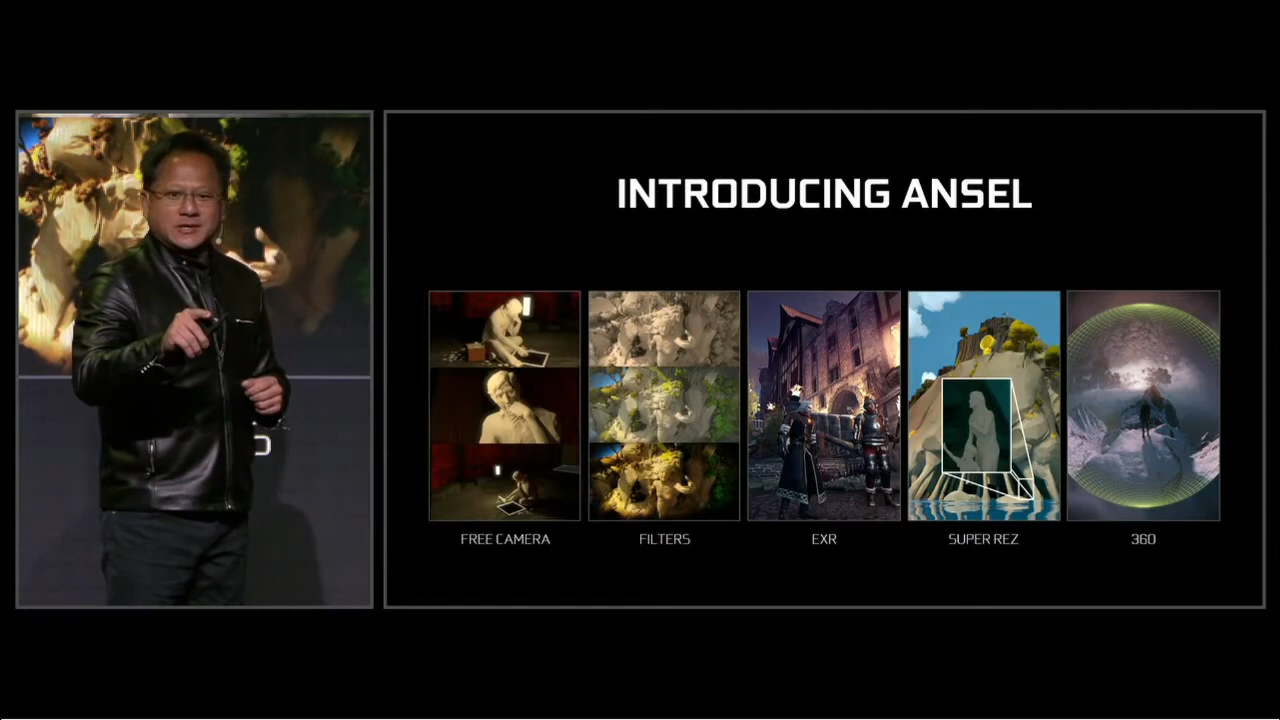 INTRODUCING ANSEL
FREE CAMERA
FILTERS
EXR
SUPER REZ
360